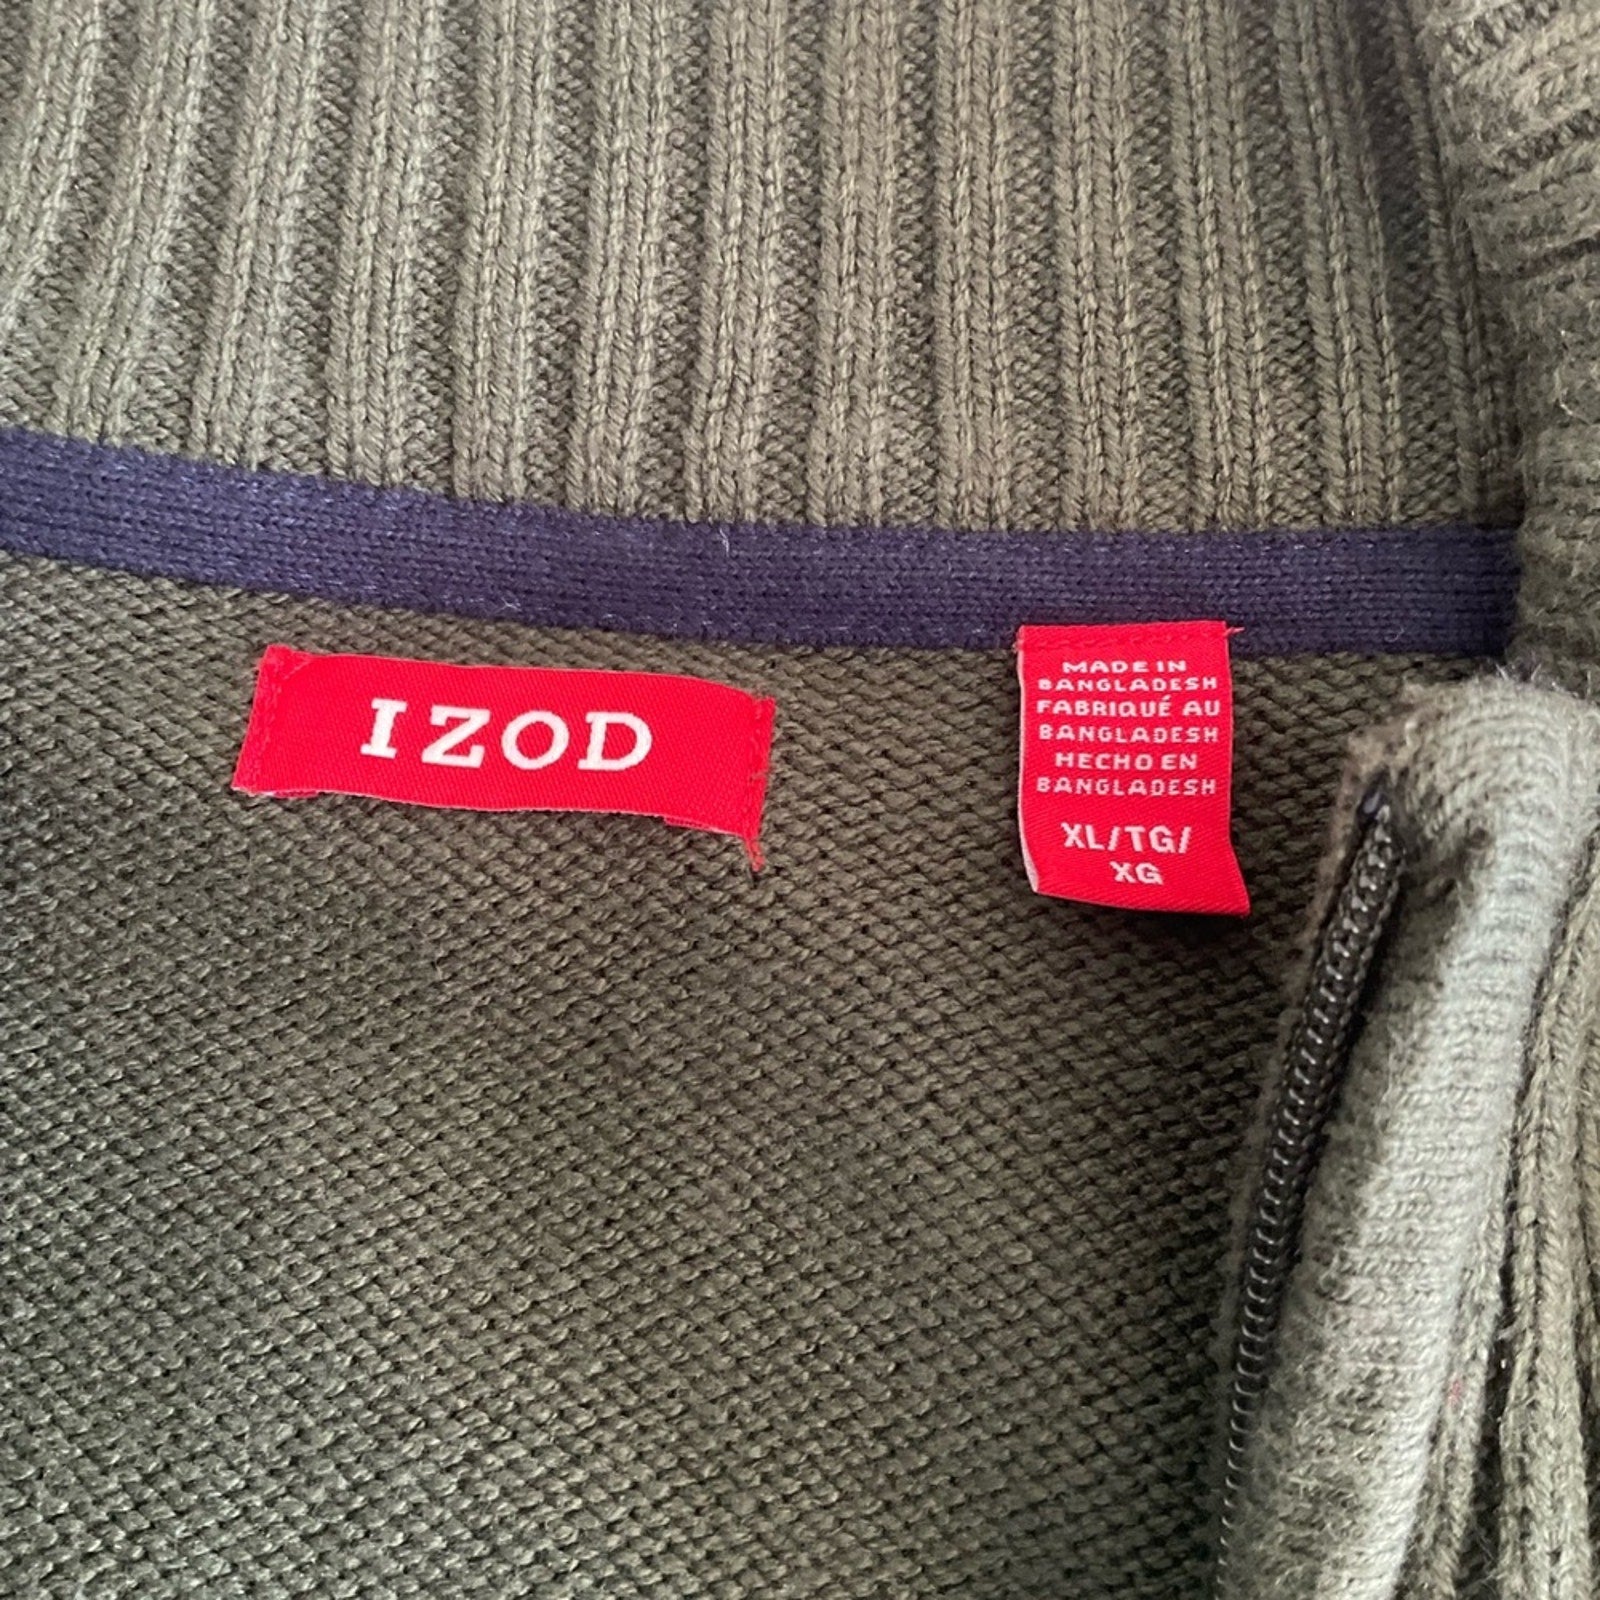 IZOD
MADE IN
BANGLADESH
FABRIQUÉ AU
BANGLADESH
HECHO EN
BANGLADESH
XL/TG/
XG